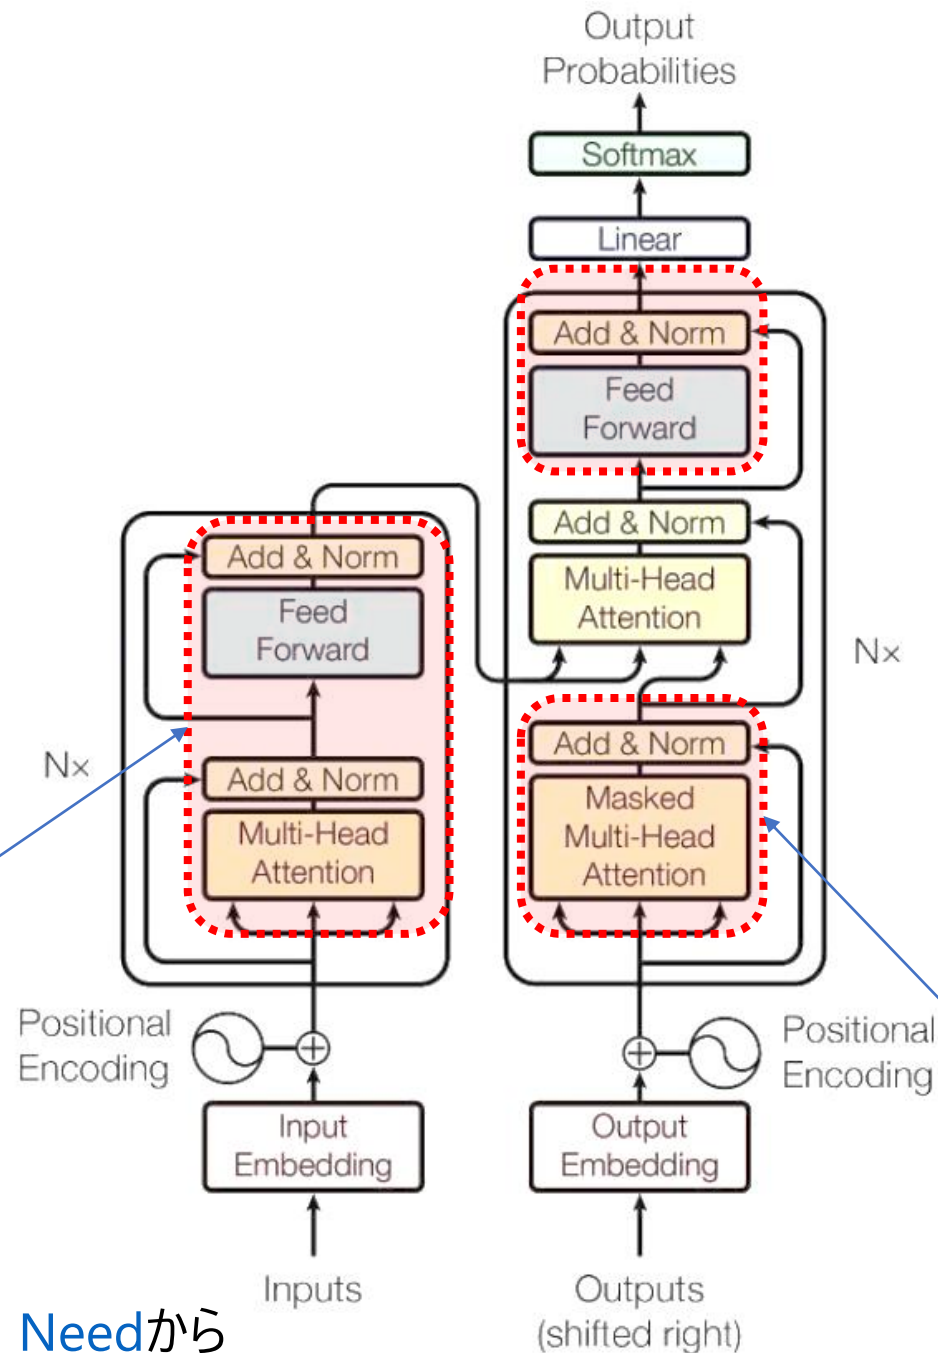 Output
Probabilities
Softmax
Linear
Add & Norm
Feed
Forward
Add & Norm
Multi-Head
Attention
Nx
Add & Norm
Masked
Multi-Head
Attention
Add & Norm
Feed
Forward
Nx
Add & Norm
Multi-Head
Attention
Positional
Encoding
Positional
Encoding
Input
Embedding
Output
Embedding
Inputs
Outputs
(shifted right)
Needから